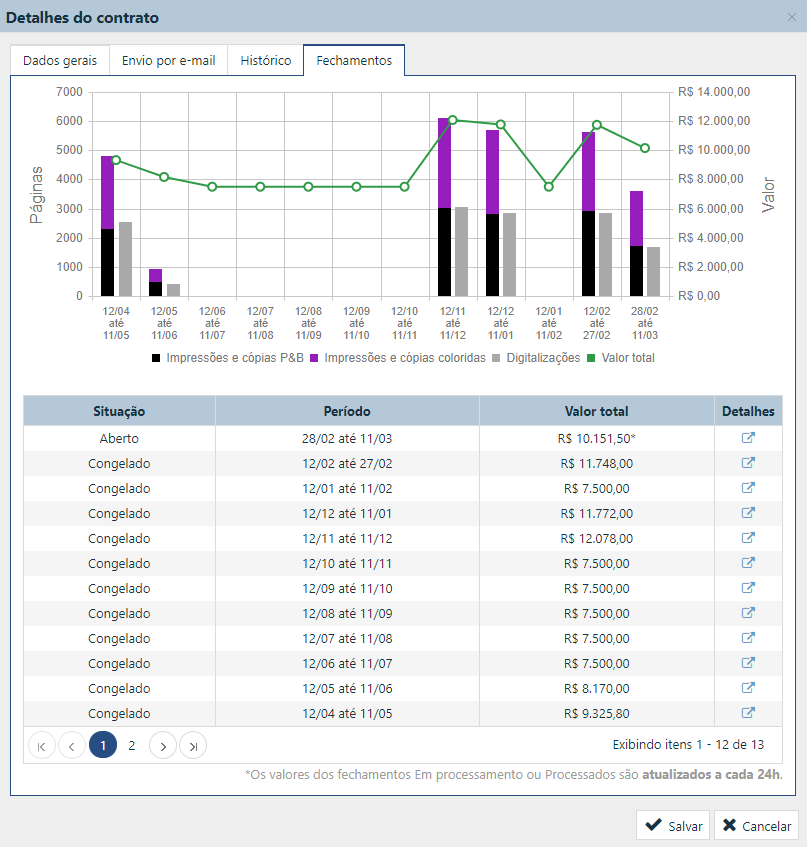 Detalhes do contrato
Dados gerais Envio por e-mail Histórico Fechamentos
Páginas
7000
6000
5000
4000
3000
2000
1000
0
R$ 14.000,00
R$ 12.000,00
R$ 10.000,00
R$ 8.000,00
R$ 6.000,00
R$ 4.000,00
R$ 2.000,00
R$ 0,00
Valor
12/04 até 11/05
12/05 até 11/06
12/06 até 11/07
12/07 até 11/08
12/08 até 11/09
12/09 até 11/10
12/10 até 11/11
12/11 até 11/12
12/12 até 11/01
12/01 até 11/02
12/02 até 27/02
28/02 até 11/03
Impressões e cópias P&B Impressões e cópias coloridas Digitalizações Valor total
Situação Período Valor total Detalhes
Aberto 28/02 até 11/03 R$ 10.151,50*
Congelado 12/02 até 27/02 R$ 11.748,00
Congelado 12/01 até 11/02 R$ 7.500,00
Congelado 12/12 até 11/01 R$ 11.772,00
Congelado 12/11 até 11/12 R$ 12.078,00
Congelado 12/10 até 11/11 R$ 7.500,00
Congelado 12/09 até 11/10 R$ 7.500,00
Congelado 12/08 até 11/09 R$ 7.500,00
Congelado 12/07 até 11/08 R$ 7.500,00
Congelado 12/06 até 11/07 R$ 7.500,00
Congelado 12/05 até 11/06 R$ 8.170,00
Congelado 12/04 até 11/05 R$ 9.325,80
1 2 Exibindo itens 1 - 12 de 13
*Os valores dos fechamentos Em processamento ou Processados são atualizados a cada 24h.
Salvar Cancelar